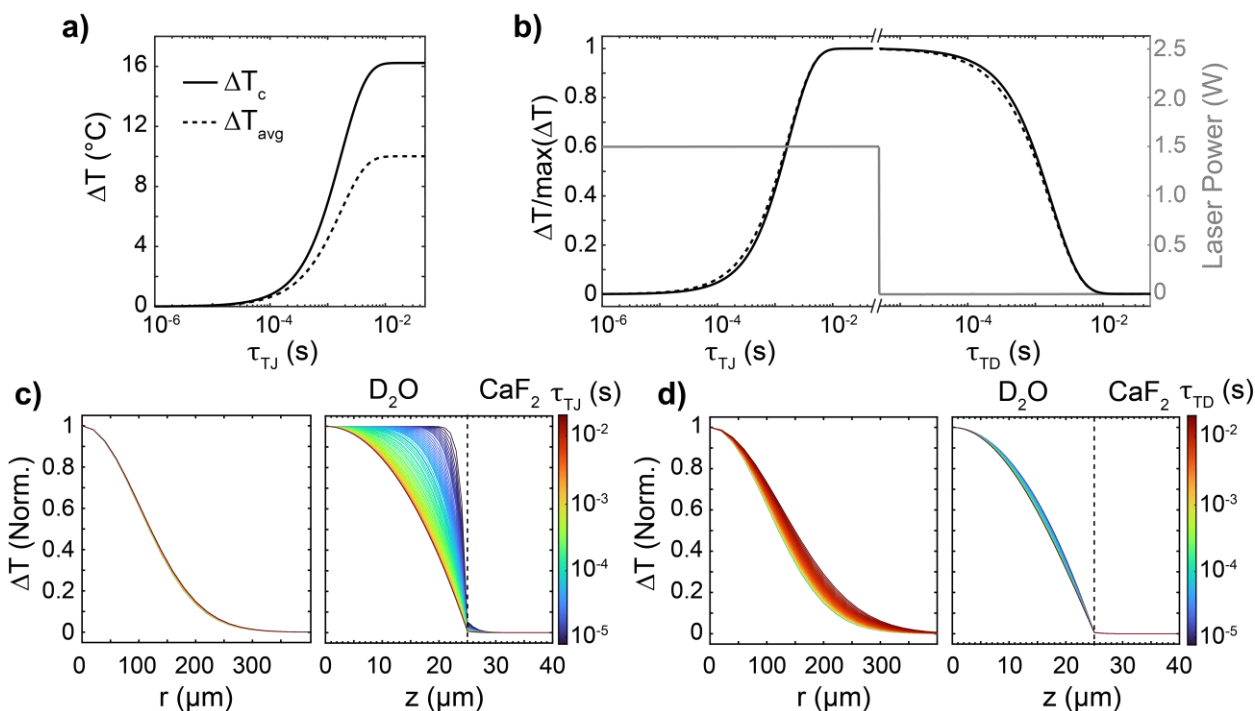 a)
ΔT (°C)
16
12
8
4
0
ΔT_c
ΔT_avg
10^-6 10^-4 10^-2
τ_TJ (s)
b)
ΔT/max(ΔT)
1
0.8
0.6
0.4
0.2
0
2.5
2.0
1.5
1.0
0.5
0
Laser Power (W)
10^-6 10^-4 10^-2 10^-4 10^-2
τ_TJ (s) τ_TD (s)
c)
D_2O CaF_2 τ_TJ (s)
ΔT (Norm.)
1
0.8
0.6
0.4
0.2
0
10^-2
10^-3
10^-4
10^-5
0 100 200 300
r (µm)
0 10 20 30 40
z (µm)
d)
D_2O CaF_2 τ_TD (s)
ΔT (Norm.)
1
0.8
0.6
0.4
0.2
0
10^-2
10^-3
10^-4
10^-5
0 100 200 300
r (µm)
0 10 20 30 40
z (µm)